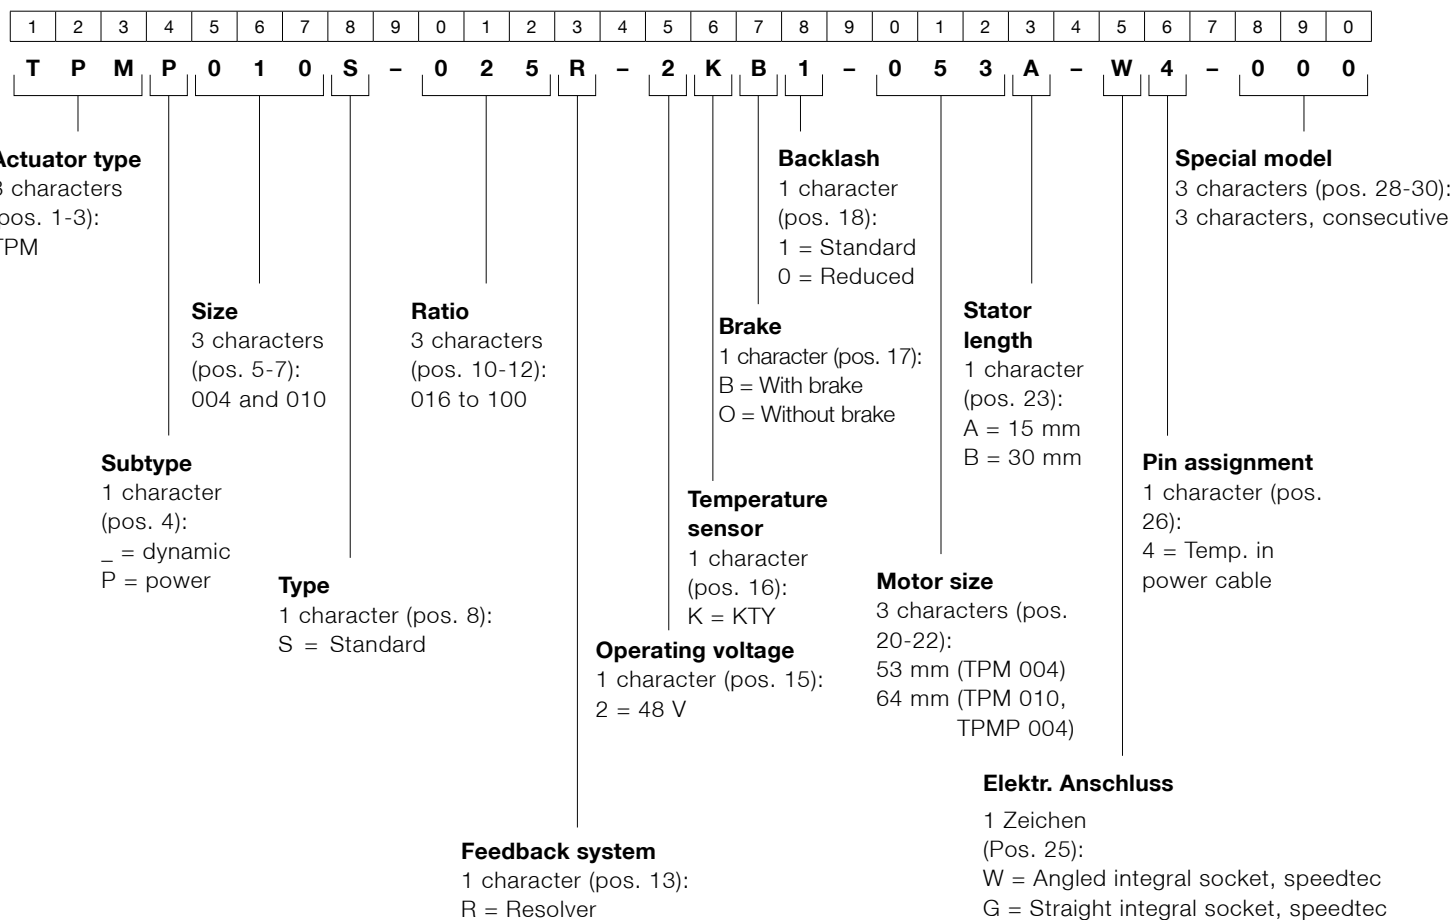 1 2 3 4 5 6 7 8 9 0 1 2 3 4 5 6 7 8 9 0 1 2 3 4 5 6 7 8 9 0
T P M P 0 1 0 S – 0 2 5 R – 2 K B 1 – 0 5 3 A – W 4 – 0 0 0
Actuator type
3 characters
(pos. 1-3):
TPM
Backlash
1 character
(pos. 18):
1 = Standard
0 = Reduced
Special model
3 characters (pos. 28-30):
3 characters, consecutive
Size
3 characters
(pos. 5-7):
004 and 010
Ratio
3 characters
(pos. 10-12):
016 to 100
Brake
1 character (pos. 17):
B = With brake
O = Without brake
Stator
length
1 character
(pos. 23):
A = 15 mm
B = 30 mm
Subtype
1 character
(pos. 4):
_ = dynamic
P = power
Pin assignment
1 character (pos.
26):
4 = Temp. in
power cable
Temperature
sensor
1 character
(pos. 16):
K = KTY
Type
1 character (pos. 8):
S = Standard
Motor size
3 characters (pos.
20-22):
53 mm (TPM 004)
64 mm (TPM 010,
TPMP 004)
Operating voltage
1 character (pos. 15):
2 = 48 V
Elektr. Anschluss
1 Zeichen
(Pos. 25):
W = Angled integral socket, speedtec
G = Straight integral socket, speedtec
Feedback system
1 character (pos. 13):
R = Resolver